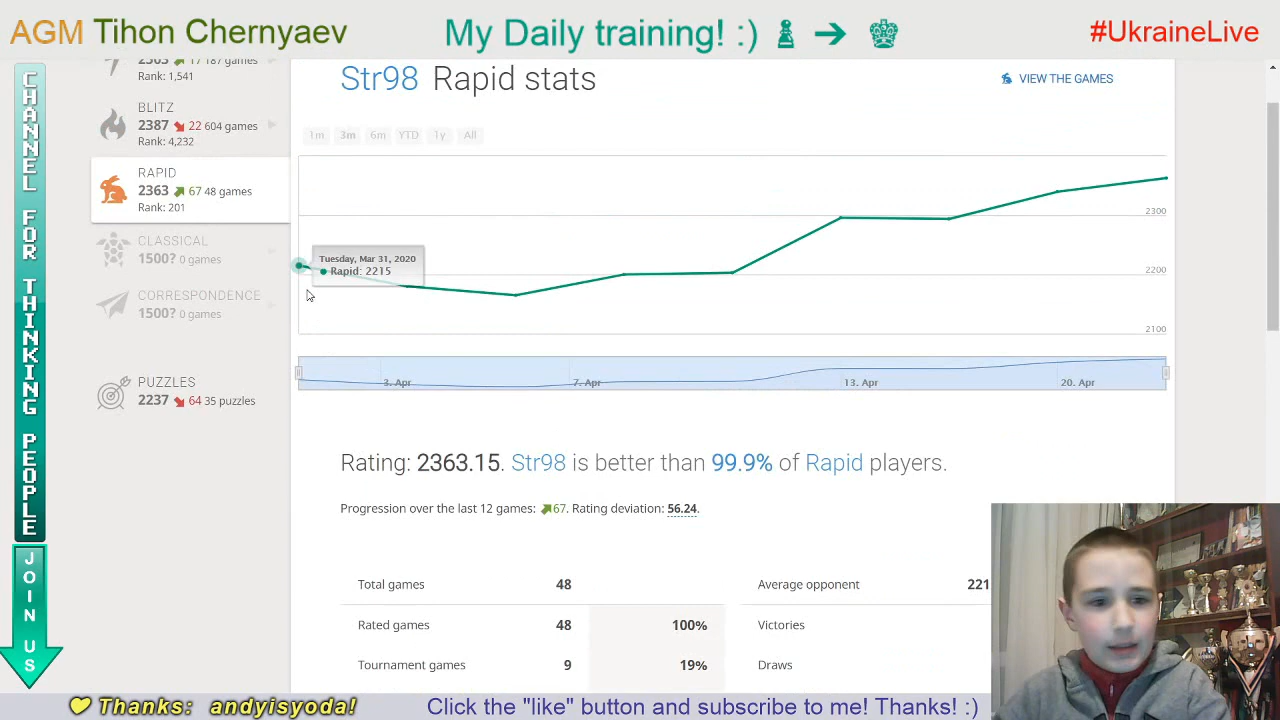 AGM Tihon Chernyaev
My Daily training! :)
#UkraineLive
CHANNEL FOR THINKING PEOPLE
JOIN US
17 187 games
Rank: 1,541
BLITZ
2387 22 604 games
Rank: 4,232
RAPID
2363 67 48 games
Rank: 201
CLASSICAL
1500? 0 games
CORRESPONDENCE
1500? 0 games
PUZZLES
2237 64 35 puzzles
Str98 Rapid stats
VIEW THE GAMES
1m 3m 6m YTD 1y All
2300
2200
2100
Tuesday, Mar 31, 2020
Rapid: 2215
3. Apr 7. Apr 13. Apr 20. Apr
Rating: 2363.15. Str98 is better than 99.9% of Rapid players.
Progression over the last 12 games: 67. Rating deviation: 56.24.
Total games 48
Average opponent 221
Rated games 48 100%
Victories
Tournament games 9 19%
Draws
Thanks: andyisyoda!
Click the "like" button and subscribe to me! Thanks! :)